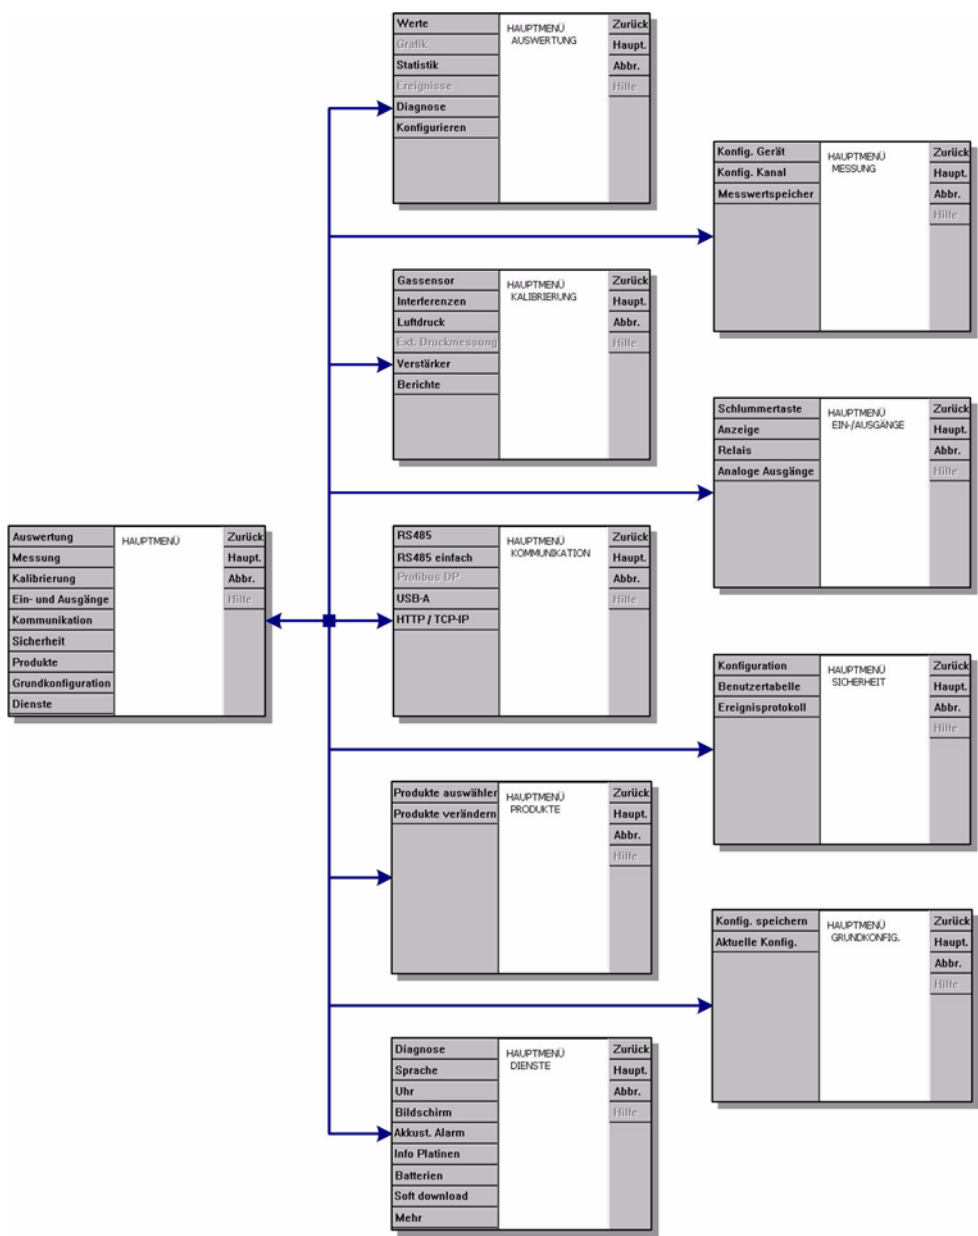 Werte
Grafik
Statistik
Ereignisse
Diagnose
Konfigurieren
HAUPTMENÜ
AUSWERTUNG
Zurück
Haupt.
Abbr.
Hilfe
Konfig. Gerät
Konfig. Kanal
Messwertspeicher
HAUPTMENÜ
MESSUNG
Zurück
Haupt.
Abbr.
Hilfe
Gassensor
Interferenzen
Luftdruck
Ext. Druckmessung
Verstärker
Berichte
HAUPTMENÜ
KALIBRIERUNG
Zurück
Haupt.
Abbr.
Hilfe
Schlummertaste
Anzeige
Relais
Analoge Ausgänge
HAUPTMENÜ
EIN-/AUSGÄNGE
Zurück
Haupt.
Abbr.
Hilfe
Auswertung
Messung
Kalibrierung
Ein- und Ausgänge
Kommunikation
Sicherheit
Produkte
Grundkonfiguration
Dienste
HAUPTMENÜ
Zurück
Haupt.
Abbr.
Hilfe
RS485
RS485 einfach
Profibus DP
USB-A
HTTP / TCP-IP
HAUPTMENÜ
KOMMUNIKATION
Zurück
Haupt.
Abbr.
Hilfe
Konfiguration
Benutzertabelle
Ereignisprotokoll
HAUPTMENÜ
SICHERHEIT
Zurück
Haupt.
Abbr.
Hilfe
Produkte auswähler
Produkte verändern
HAUPTMENÜ
PRODUKTE
Zurück
Haupt.
Abbr.
Hilfe
Konfig. speichern
Aktuelle Konfig.
HAUPTMENÜ
GRUNDKONFIG.
Zurück
Haupt.
Abbr.
Hilfe
Diagnose
Sprache
Uhr
Bildschirm
Akkust. Alarm
Info Platinen
Batterien
Soft download
Mehr
HAUPTMENÜ
DIENSTE
Zurück
Haupt.
Abbr.
Hilfe